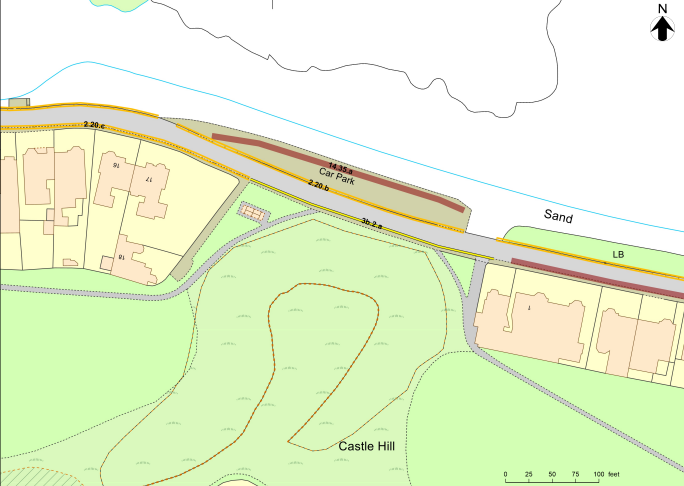 N
2.20.c
14.35.a
Car Park
2.20.b
3b.2.a
Sand
LB
16
17
18
1
Castle Hill
0 25 50 75 100 feet